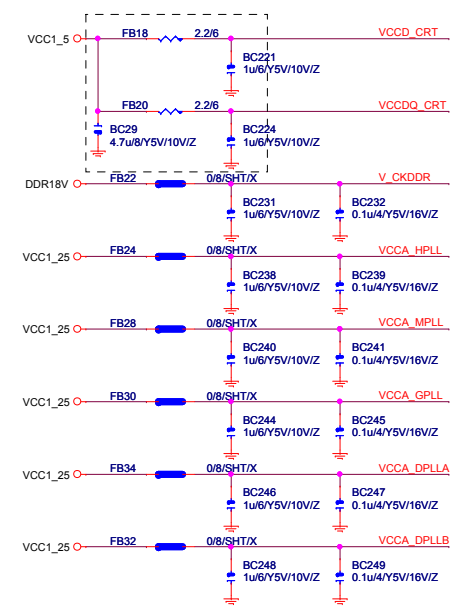 FB18 2.2/6 VCCD_CRT
VCC1_5
BC221
1u/6/Y5V/10V/Z
FB20 2.2/6 VCCDQ_CRT
BC29 BC224
4.7u/8/Y5V/10V/Z 1u/6/Y5V/10V/Z
FB22 0/8/SHT/X V_CKDDR
DDR18V
BC231 BC232
1u/6/Y5V/10V/Z 0.1u/4/Y5V/16V/Z
FB24 0/8/SHT/X VCCA_HPLL
VCC1_25
BC238 BC239
1u/6/Y5V/10V/Z 0.1u/4/Y5V/16V/Z
FB28 0/8/SHT/X VCCA_MPLL
VCC1_25
BC240 BC241
1u/6/Y5V/10V/Z 0.1u/4/Y5V/16V/Z
FB30 0/8/SHT/X VCCA_GPLL
VCC1_25
BC244 BC245
1u/6/Y5V/10V/Z 0.1u/4/Y5V/16V/Z
FB34 0/8/SHT/X VCCA_DPLLA
VCC1_25
BC246 BC247
1u/6/Y5V/10V/Z 0.1u/4/Y5V/16V/Z
FB32 0/8/SHT/X VCCA_DPLLB
VCC1_25
BC248 BC249
1u/6/Y5V/10V/Z 0.1u/4/Y5V/16V/Z